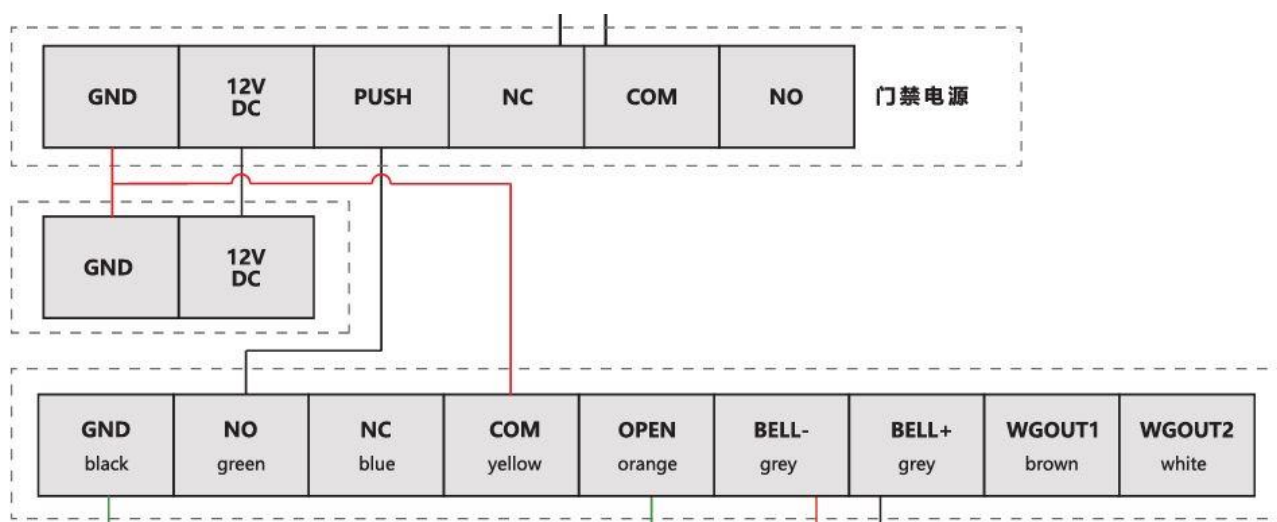 GND 12V DC PUSH NC COM NO 门禁电源
GND 12V DC
GND NO NC COM OPEN BELL- BELL+ WGOUT1 WGOUT2
black green blue yellow orange grey grey brown white